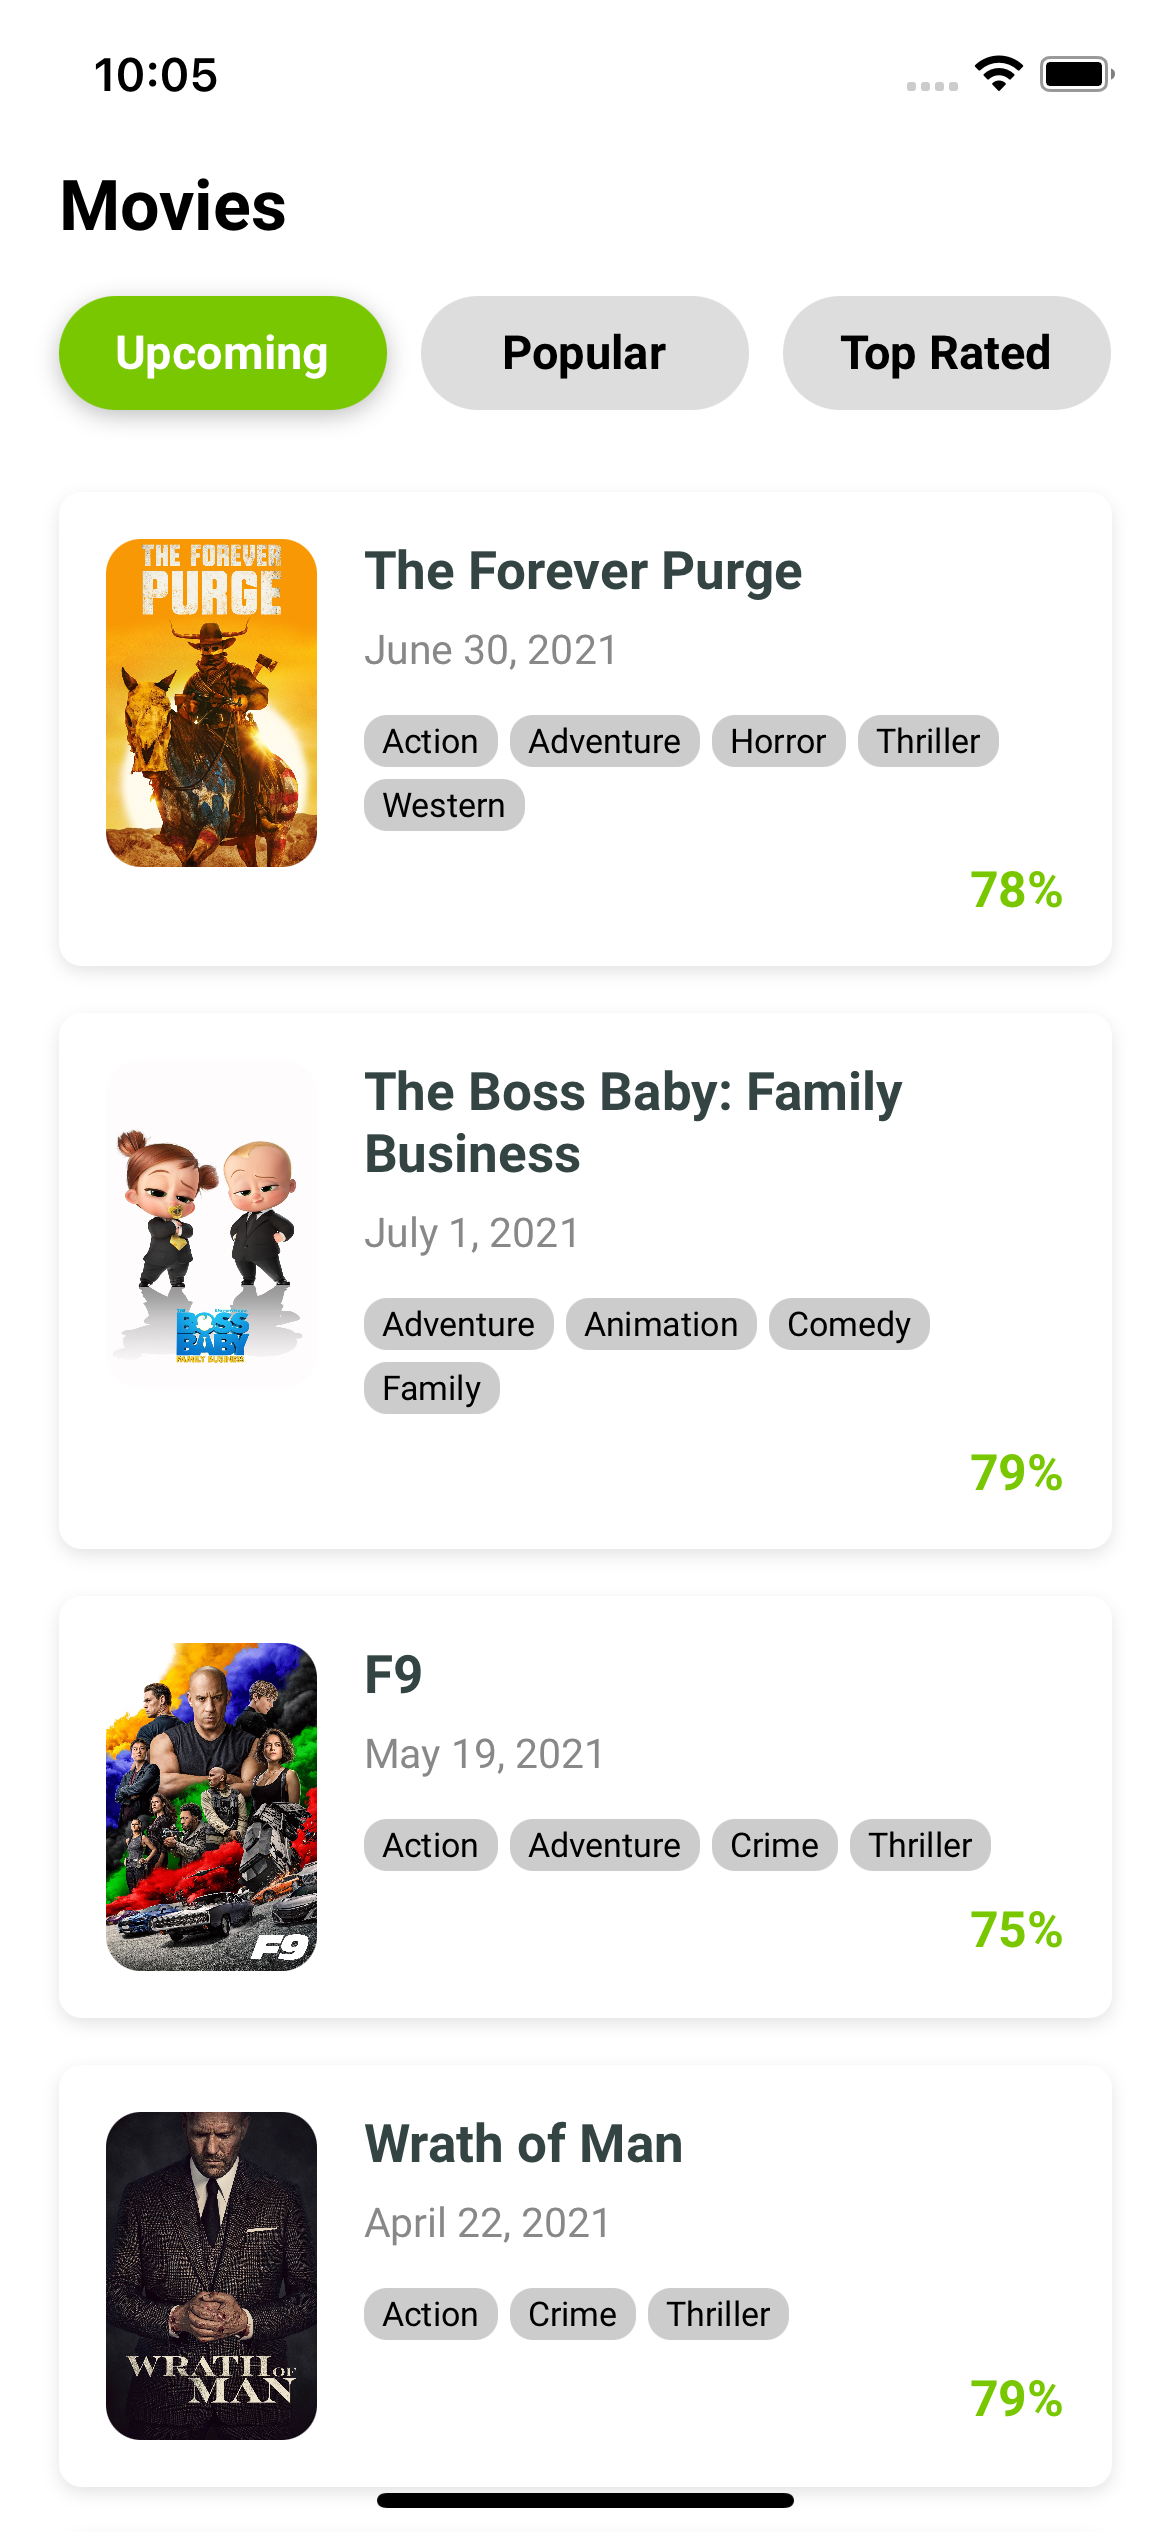 10:05
Movies
Upcoming Popular Top Rated
THE FOREVER
PURGE
The Forever Purge
June 30, 2021
Action Adventure Horror Thriller
Western
78%
The Boss Baby: Family
Business
July 1, 2021
Adventure Animation Comedy
Family
79%
THE
BOSS
BABY
FAMILY BUSINESS
F9
May 19, 2021
Action Adventure Crime Thriller
75%
F9
Wrath of Man
April 22, 2021
Action Crime Thriller
79%
WRATH OF
MAN